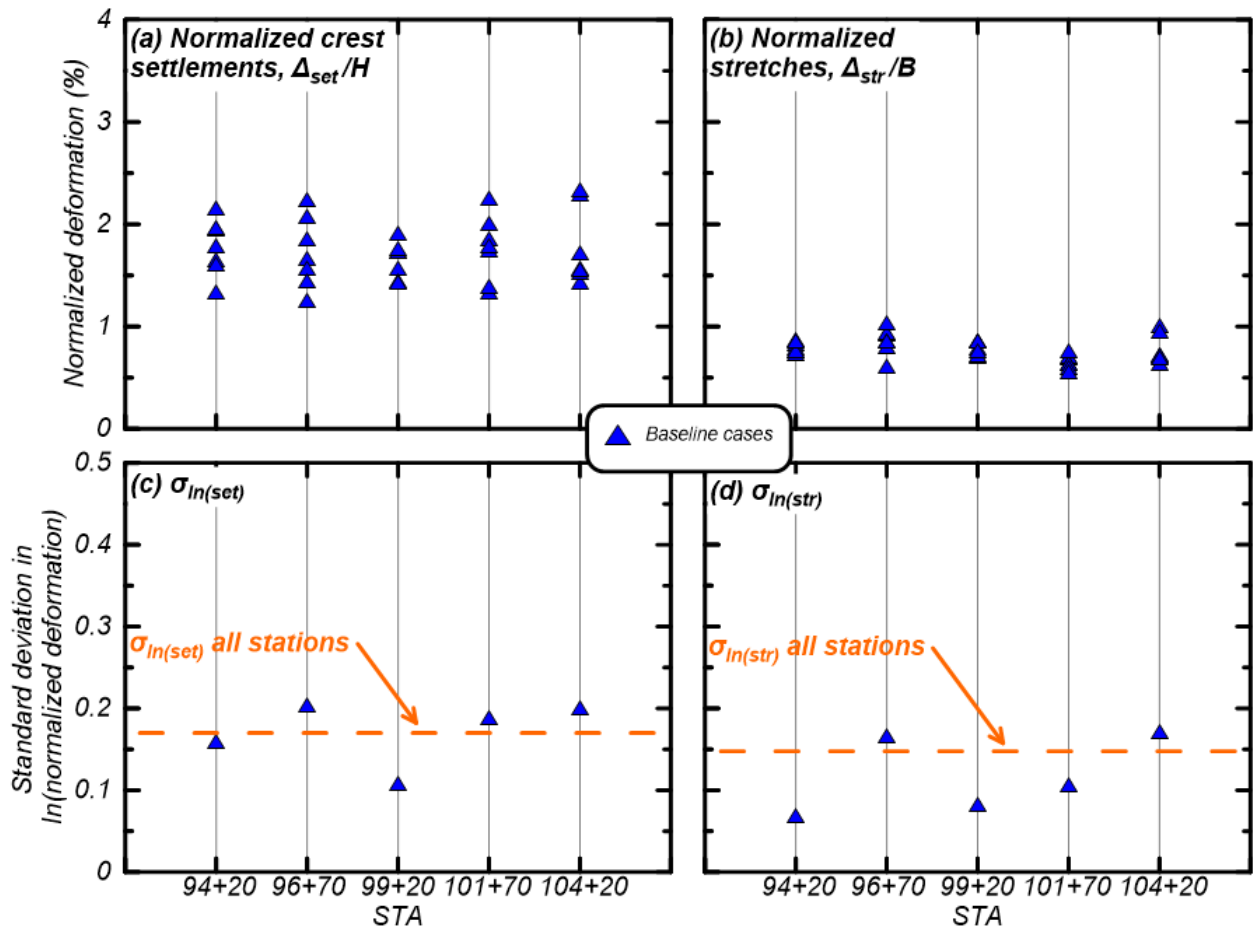 (a) Normalized crest
settlements, Δset/H
(b) Normalized
stretches, Δstr/B
Normalized deformation (%)
4
3
2
1
0
Baseline cases
(c) σln(set)
(d) σln(str)
Standard deviation in
ln(normalized deformation)
0.5
0.4
0.3
0.2
0.1
0
σln(set) all stations
σln(str) all stations
94+20 96+70 99+20 101+70 104+20
STA
94+20 96+70 99+20 101+70 104+20
STA